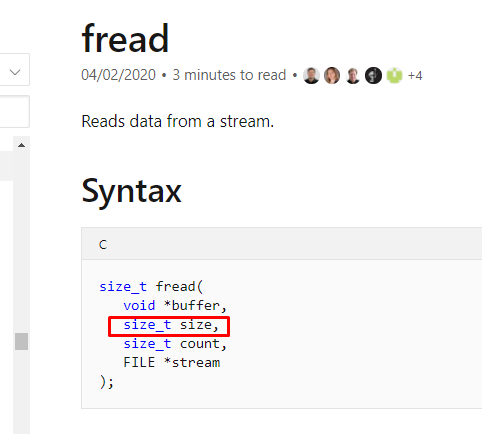 fread
04/02/2020 • 3 minutes to read • +4
Reads data from a stream.
Syntax
C
size_t fread(
void *buffer,
size_t size,
size_t count,
FILE *stream
);